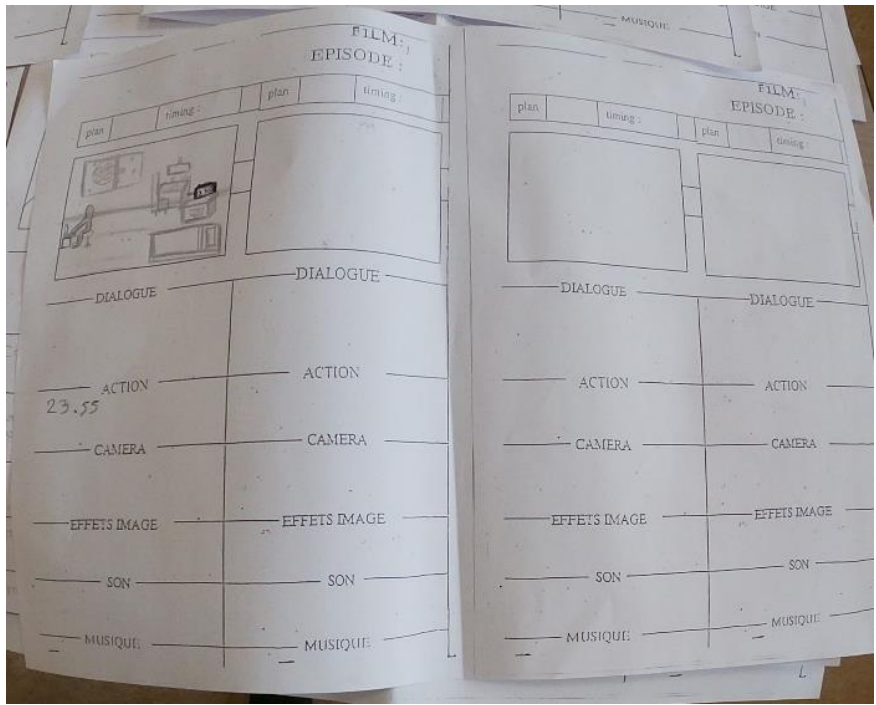 MUSIQUE
FILM:
EPISODE :
plan timing : plan timing :
DIALOGUE DIALOGUE
ACTION ACTION
23.55
CAMERA CAMERA
EFFETS IMAGE EFFETS IMAGE
SON SON
MUSIQUE MUSIQUE
FILM:
EPISODE :
plan timing : plan timing :
DIALOGUE DIALOGUE
ACTION ACTION
CAMERA CAMERA
EFFETS IMAGE EFFETS IMAGE
SON SON
MUSIQUE MUSIQUE